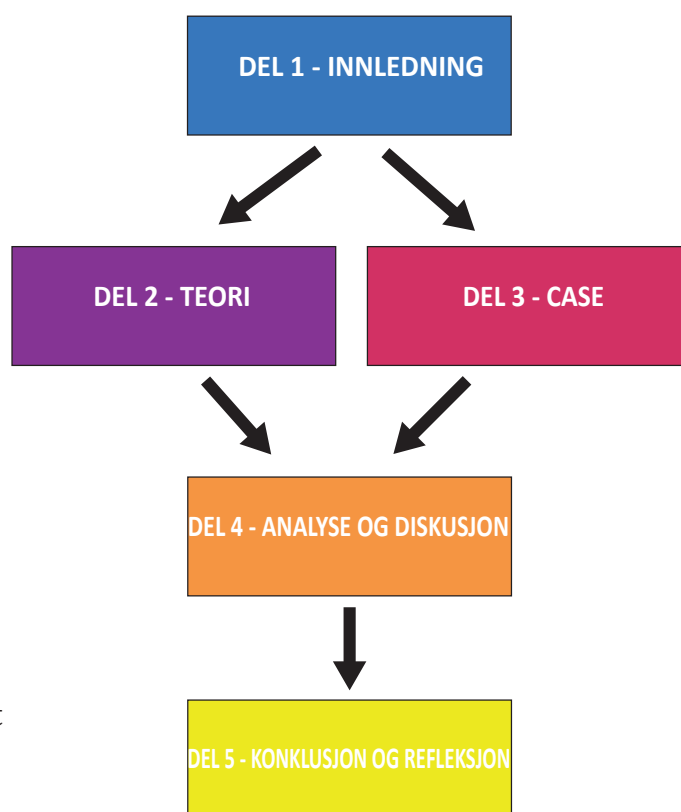 DEL 1 - INNLEDNING
DEL 2 - TEORI
DEL 3 - CASE
DEL 4 - ANALYSE OG DISKUSJON
t
DEL 5 - KONKLUSJON OG REFLEKSJON